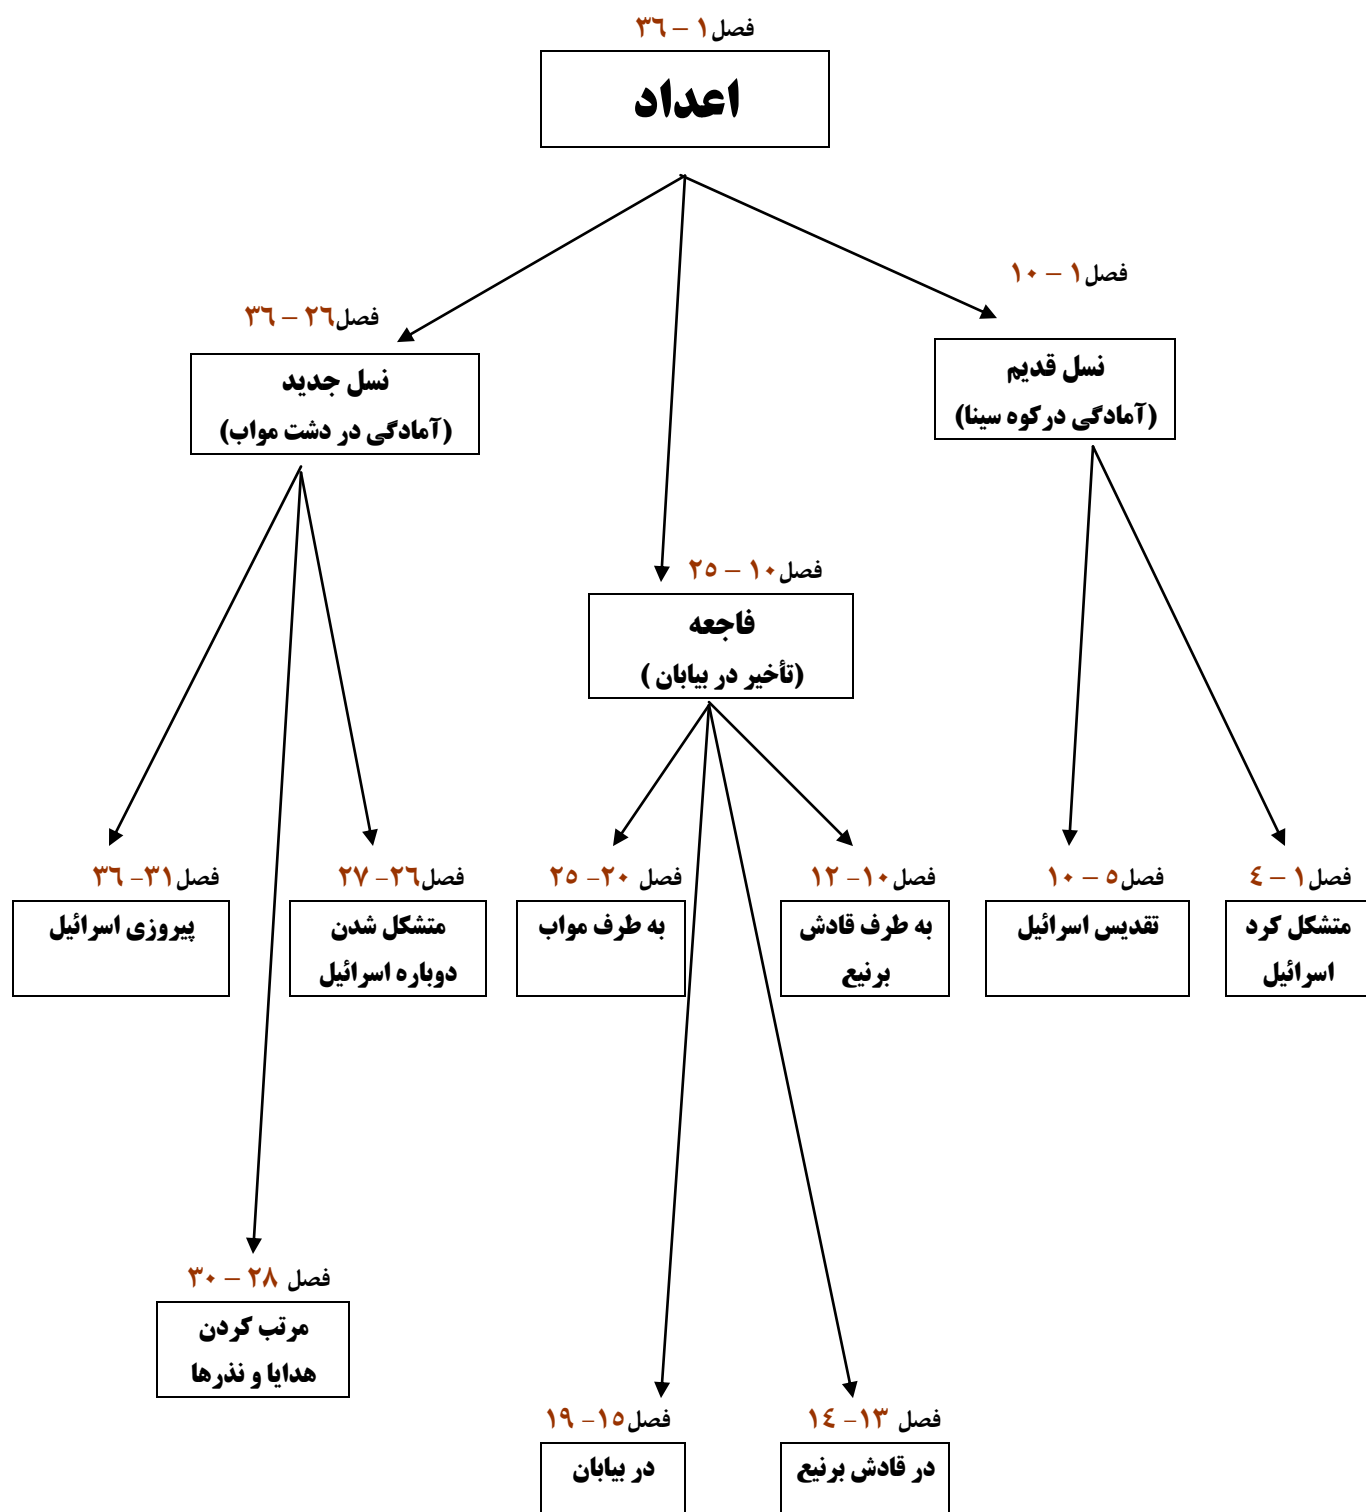 فصل ۱ – ۳٦
اعداد
فصل ۱ – ۱۰
نسل قدیم
(آمادگی در کوه سینا)
فصل ۲٦ – ۳٦
نسل جدید
(آمادگی در دشت مواب)
فصل ۱۰ – ۲٥
فاجعه
(تأخیر در بیابان )
فصل ۱ – ٤
متشکل کرد
اسرائیل
فصل ٥ – ۱۰
تقدیس اسرائیل
فصل ۱۰– ۱۲
به طرف قادش
برنیع
فصل ۲۰– ۲٥
به طرف مواب
فصل ۲٦– ۲۷
متشکل شدن
دوباره اسرائیل
فصل ۳۱– ۳٦
پیروزی اسرائیل
فصل ۲۸ – ۳۰
مرتب کردن
هدایا و نذرها
فصل ۱۳– ۱٤
در قادش برنیع
فصل ۱٥– ۱۹
در بیابان